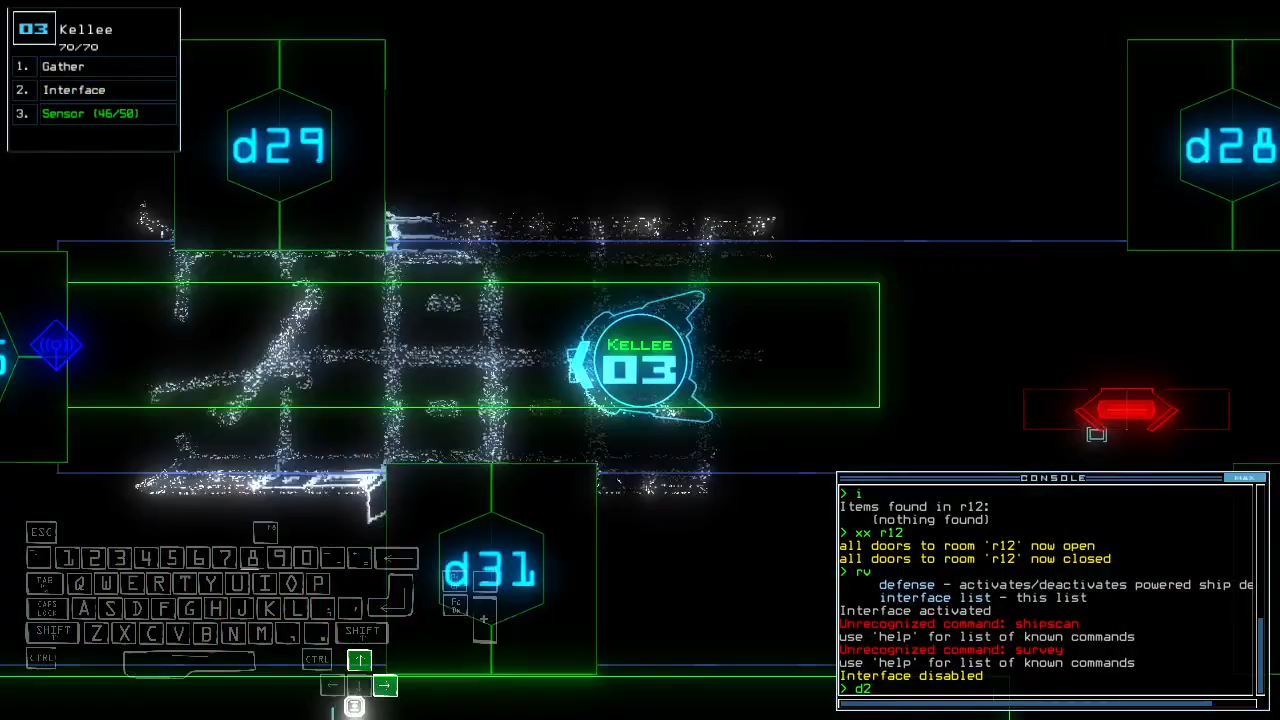 03 Kellee
70/70
1. Gather
2. Interface
3. Sensor (46/50)
d29
d28
KELLEE
03
d31
CONSOLE
MAX
> i
Items found in r12:
(nothing found)
> xx r12
all doors to room 'r12' now open
all doors to room 'r12' now closed
> rv
defense - activates/deactivates powered ship de
interface list - this list
Interface activated
Unrecognized command: shipscan
use 'help' for list of known commands
Unrecognized command: survey
use 'help' for list of known commands
Interface disabled
> d2
ESC
1 2 3 4 5 6 7 8 9 0
TAB Q W E R T Y U I O P
CAPS LOCK A S D F G H J K L ;
SHIFT Z X C V B N M , . SHIFT
CTRL CTRL